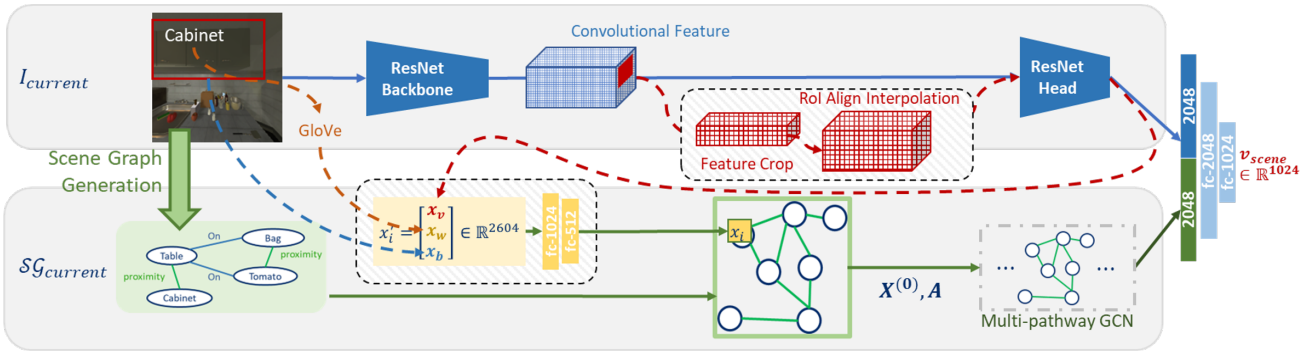 Cabinet
I_current
ResNet
Backbone
Convolutional Feature
ResNet
Head
RoI Align Interpolation
Feature Crop
GloVe
Scene Graph
Generation
x_i = [x_v x_w x_b] ∈ ℝ^2604
fc-1024
fc-512
x_i
𝒮𝒢_current
On
Bag
Table
proximity
proximity
On
Tomato
Cabinet
X^(0), A
...
...
Multi-pathway GCN
2048
2048
fc-2048
fc-1024
v_scene
∈ ℝ^1024